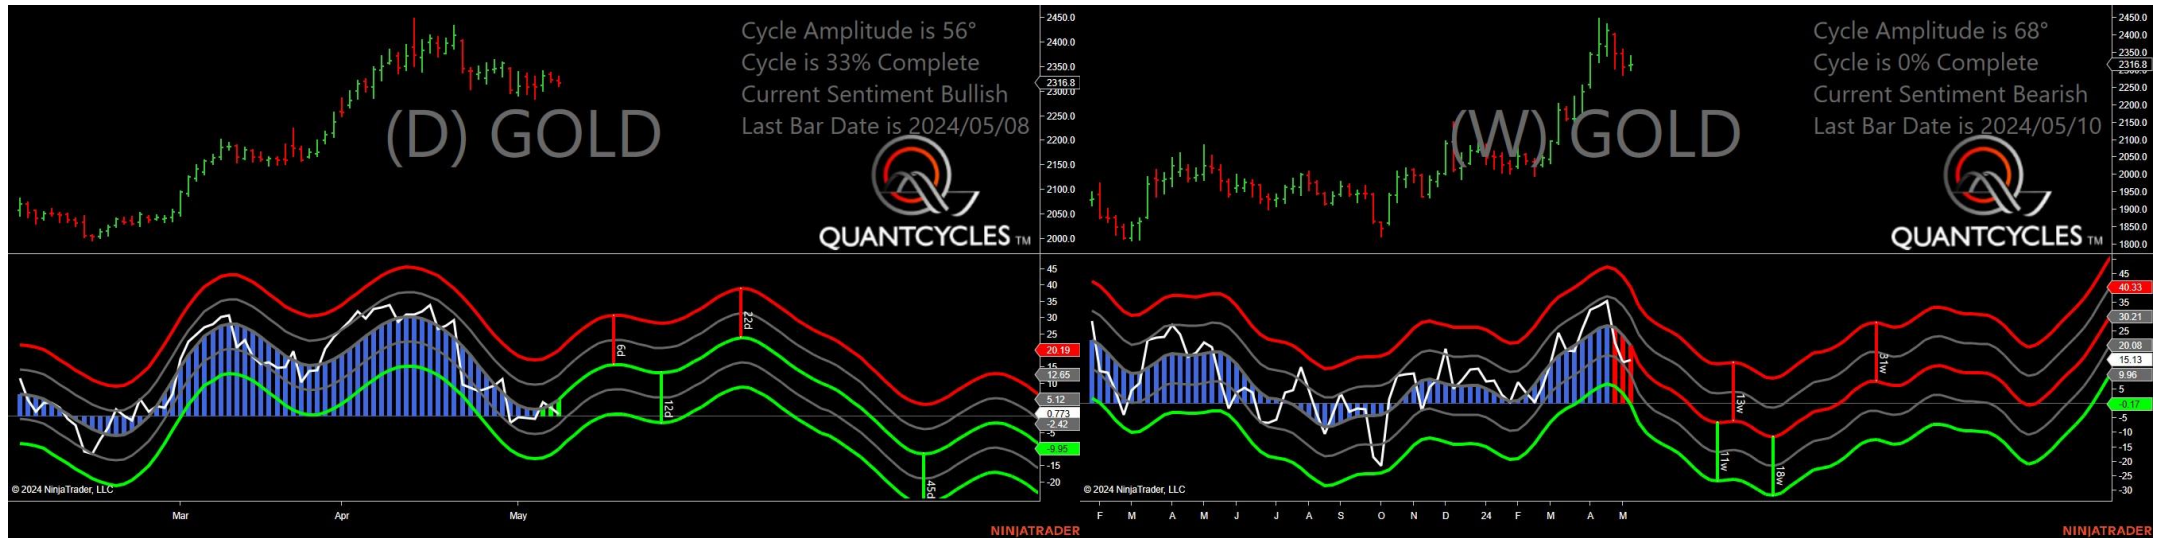 Cycle Amplitude is 56°
Cycle is 33% Complete
Current Sentiment Bullish
Last Bar Date is 2024/05/08
(D) GOLD
QUANTCYCLES TM
2450.0
2400.0
2350.0
2316.8
2300.0
2250.0
2200.0
2150.0
2100.0
2050.0
2000.0
45
40
35
30
25
20.19
15
12.65
10
5.12
0.773
-2.42
-5
-9.95
-15
-20
6d
12d
22d
45d
© 2024 NinjaTrader, LLC
Mar Apr May
NINJATRADER
Cycle Amplitude is 68°
Cycle is 0% Complete
Current Sentiment Bearish
Last Bar Date is 2024/05/10
(W) GOLD
QUANTCYCLES TM
2450.0
2400.0
2350.0
2316.8
2300.0
2250.0
2200.0
2150.0
2100.0
2050.0
2000.0
1950.0
1900.0
1850.0
1800.0
45
40.33
35
30.21
25
20.08
15.13
9.96
5
-0.17
-5
-10
-15
-20
-25
-30
11w
13w
18w
31w
© 2024 NinjaTrader, LLC
F M A M J J A S O N D 24 F M A M
NINJATRADER